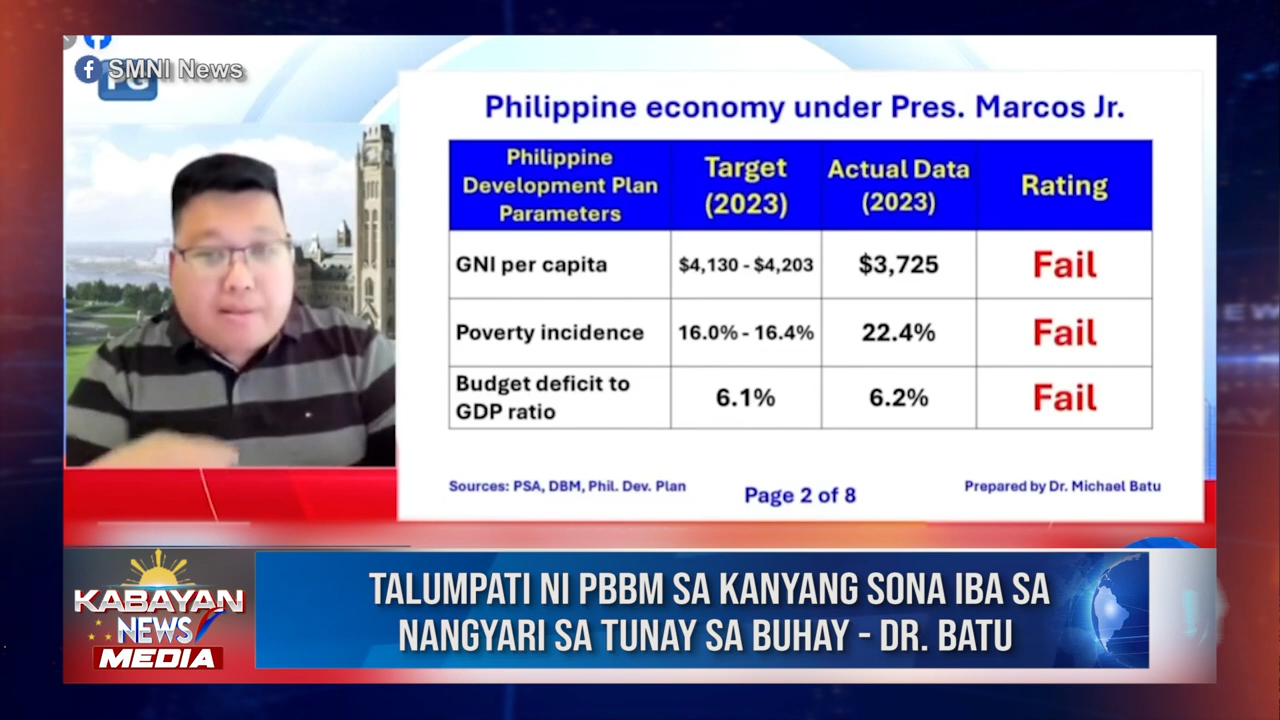 SMNI News
PG
Philippine economy under Pres. Marcos Jr.
Philippine
Development Plan
Parameters
Target
(2023)
Actual Data
(2023)
Rating
GNI per capita
$4,130 - $4,203
$3,725
Fail
Poverty incidence
16.0% - 16.4%
22.4%
Fail
Budget deficit to
GDP ratio
6.1%
6.2%
Fail
Sources: PSA, DBM, Phil. Dev. Plan
Page 2 of 8
Prepared by Dr. Michael Batu
KABAYAN
NEWS
MEDIA
TALUMPATI NI PBBM SA KANYANG SONA IBA SA
NANGYARI SA TUNAY SA BUHAY - DR. BATU